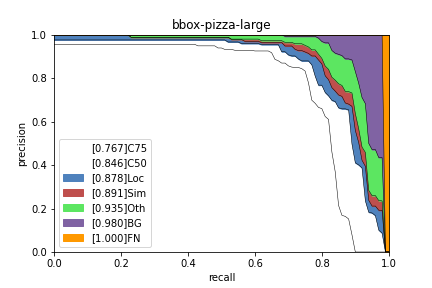 bbox-pizza-large
precision
1.0
0.8
0.6
0.4
0.2
0.0
[0.767]C75
[0.846]C50
[0.878]Loc
[0.891]Sim
[0.935]Oth
[0.980]BG
[1.000]FN
0.0 0.2 0.4 0.6 0.8 1.0
recall